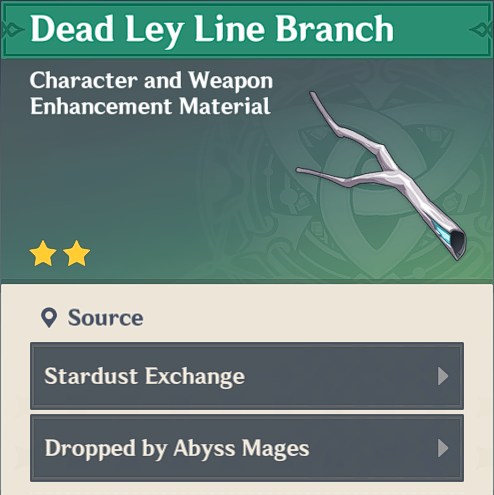 Dead Ley Line Branch
Character and Weapon
Enhancement Material
Source
Stardust Exchange
Dropped by Abyss Mages